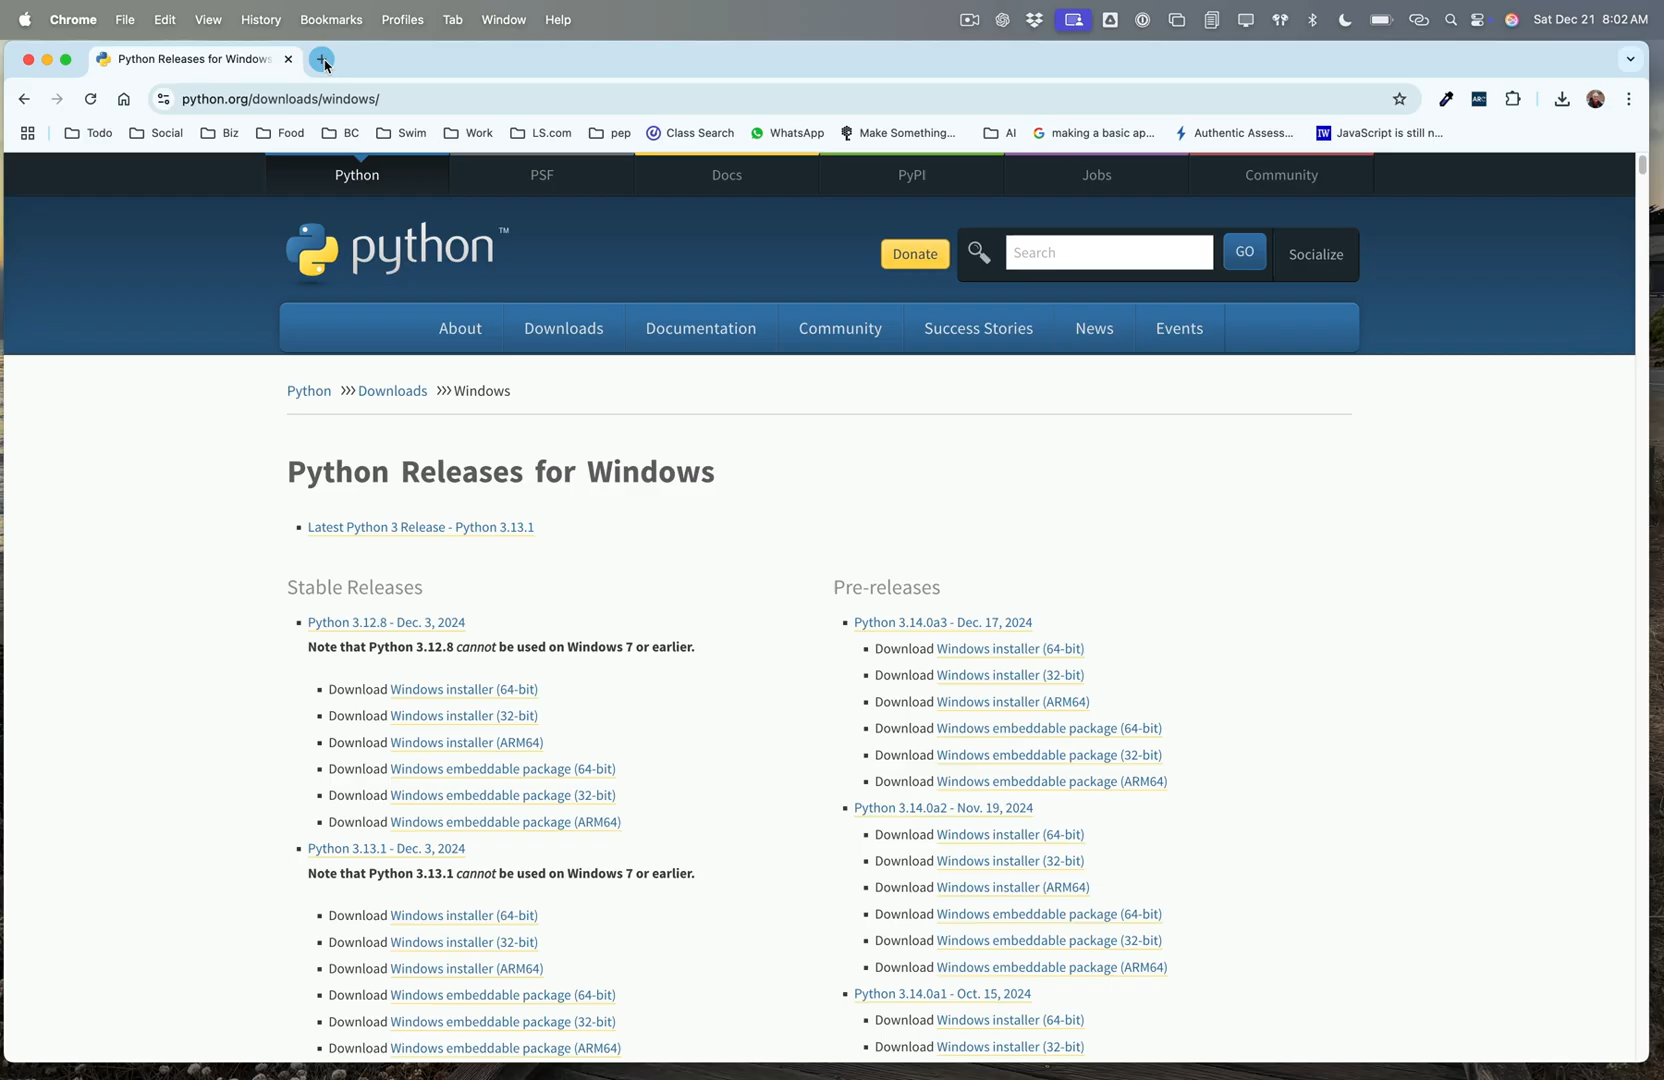 Chrome File Edit View History Bookmarks Profiles Tab Window Help Sat Dec 21 8:02 AM
Python Releases for Windows
python.org/downloads/windows/
Todo Social Biz Food BC Swim Work LS.com pep Class Search WhatsApp Make Something... AI making a basic ap... Authentic Assess... JavaScript is still n...
Python PSF Docs PyPI Jobs Community
python™ Donate Search GO Socialize
About Downloads Documentation Community Success Stories News Events
Python >>> Downloads >>> Windows
Python Releases for Windows
Latest Python 3 Release - Python 3.13.1
Stable Releases
Python 3.12.8 - Dec. 3, 2024
Note that Python 3.12.8 cannot be used on Windows 7 or earlier.
Download Windows installer (64-bit)
Download Windows installer (32-bit)
Download Windows installer (ARM64)
Download Windows embeddable package (64-bit)
Download Windows embeddable package (32-bit)
Download Windows embeddable package (ARM64)
Python 3.13.1 - Dec. 3, 2024
Note that Python 3.13.1 cannot be used on Windows 7 or earlier.
Download Windows installer (64-bit)
Download Windows installer (32-bit)
Download Windows installer (ARM64)
Download Windows embeddable package (64-bit)
Download Windows embeddable package (32-bit)
Download Windows embeddable package (ARM64)
Pre-releases
Python 3.14.0a3 - Dec. 17, 2024
Download Windows installer (64-bit)
Download Windows installer (32-bit)
Download Windows installer (ARM64)
Download Windows embeddable package (64-bit)
Download Windows embeddable package (32-bit)
Download Windows embeddable package (ARM64)
Python 3.14.0a2 - Nov. 19, 2024
Download Windows installer (64-bit)
Download Windows installer (32-bit)
Download Windows installer (ARM64)
Download Windows embeddable package (64-bit)
Download Windows embeddable package (32-bit)
Download Windows embeddable package (ARM64)
Python 3.14.0a1 - Oct. 15, 2024
Download Windows installer (64-bit)
Download Windows installer (32-bit)